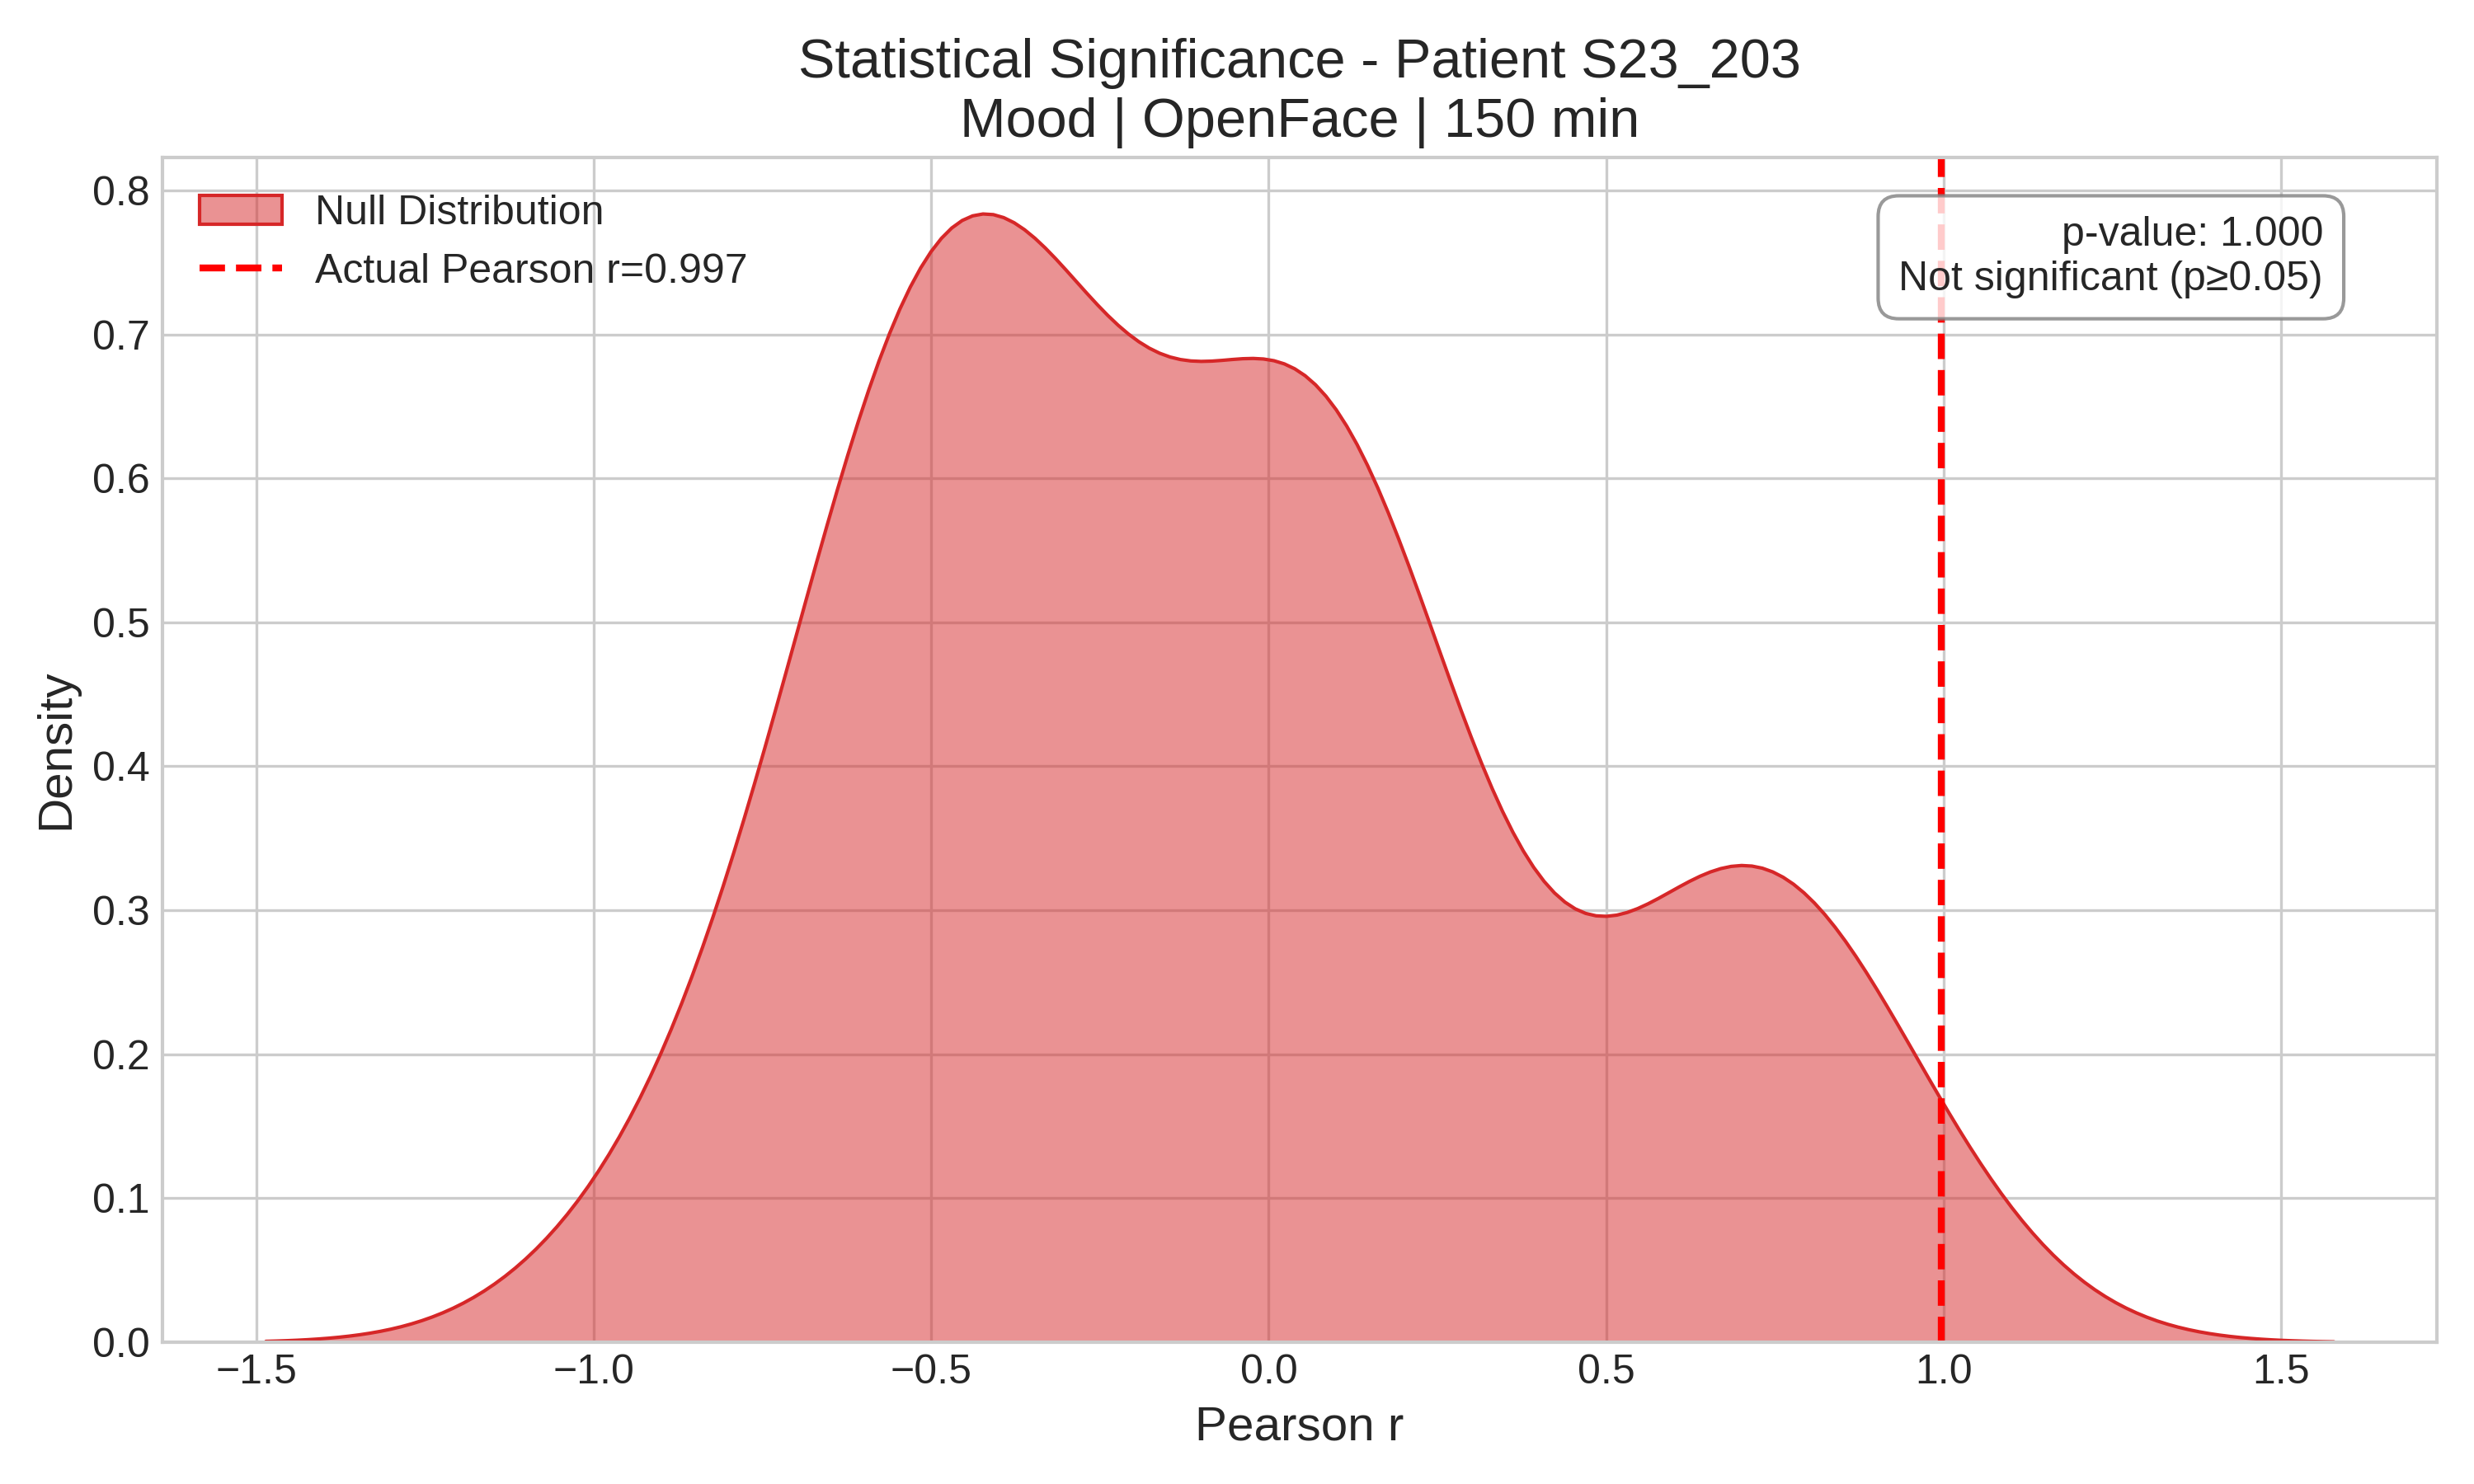 Statistical Significance - Patient S23_203
Mood | OpenFace | 150 min
Null Distribution
Actual Pearson r=0.997
p-value: 1.000
Not significant (p≥0.05)
Density
0.8
0.7
0.6
0.5
0.4
0.3
0.2
0.1
0.0
−1.5 −1.0 −0.5 0.0 0.5 1.0 1.5
Pearson r